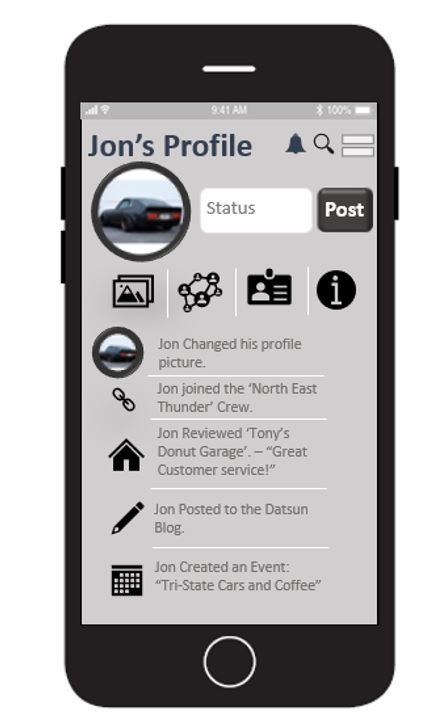 9:41 AM 100%
Jon's Profile
Status Post
Jon Changed his profile
picture.
Jon joined the ‘North East
Thunder’ Crew.
Jon Reviewed ‘Tony’s
Donut Garage’. – “Great
Customer service!”
Jon Posted to the Datsun
Blog.
Jon Created an Event:
“Tri-State Cars and Coffee”